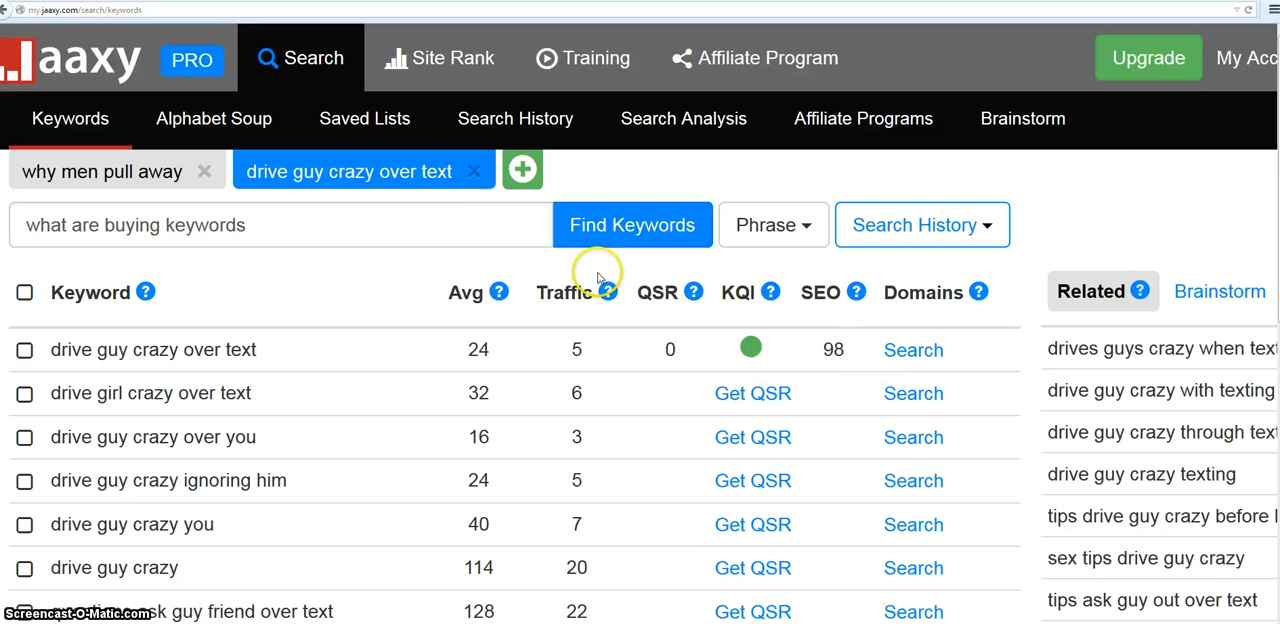 my.jaaxy.com/search/keywords
Jaaxy PRO Search Site Rank Training Affiliate Program Upgrade My Acc
Keywords Alphabet Soup Saved Lists Search History Search Analysis Affiliate Programs Brainstorm
why men pull away drive guy crazy over text
what are buying keywords Find Keywords Phrase Search History
Keyword ? Avg ? Traffic ? QSR ? KQI ? SEO ? Domains ? Related ? Brainstorm
drive guy crazy over text 24 5 0 98 Search
drives guys crazy when text
drive girl crazy over text 32 6 Get QSR Search
drive guy crazy with texting
drive guy crazy over you 16 3 Get QSR Search
drive guy crazy through text
drive guy crazy ignoring him 24 5 Get QSR Search
drive guy crazy texting
drive guy crazy you 40 7 Get QSR Search
tips drive guy crazy before
drive guy crazy 114 20 Get QSR Search
sex tips drive guy crazy
ask guy friend over text 128 22 Get QSR Search
tips ask guy out over text
Screencast-O-Matic.com